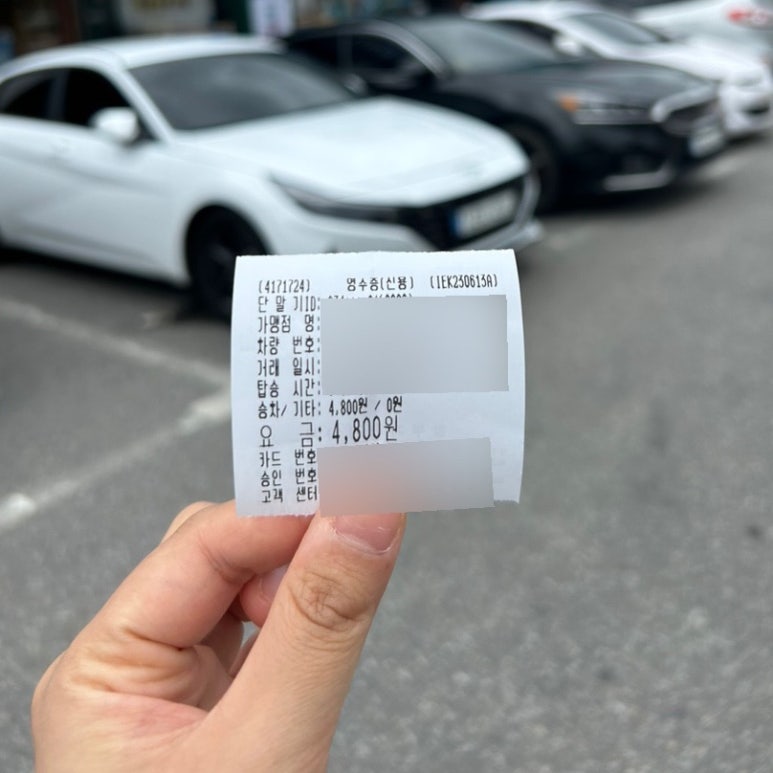 (4171724) 영수증(신용) (IEK230613A)
단 말 기ID:
가맹점 명:
차량 번호:
거래 일시:
탑승 시간:
승차/ 기타: 4,800원 / 0원
요 금: 4,800원
카드 번호
승인 번호
고객 센터